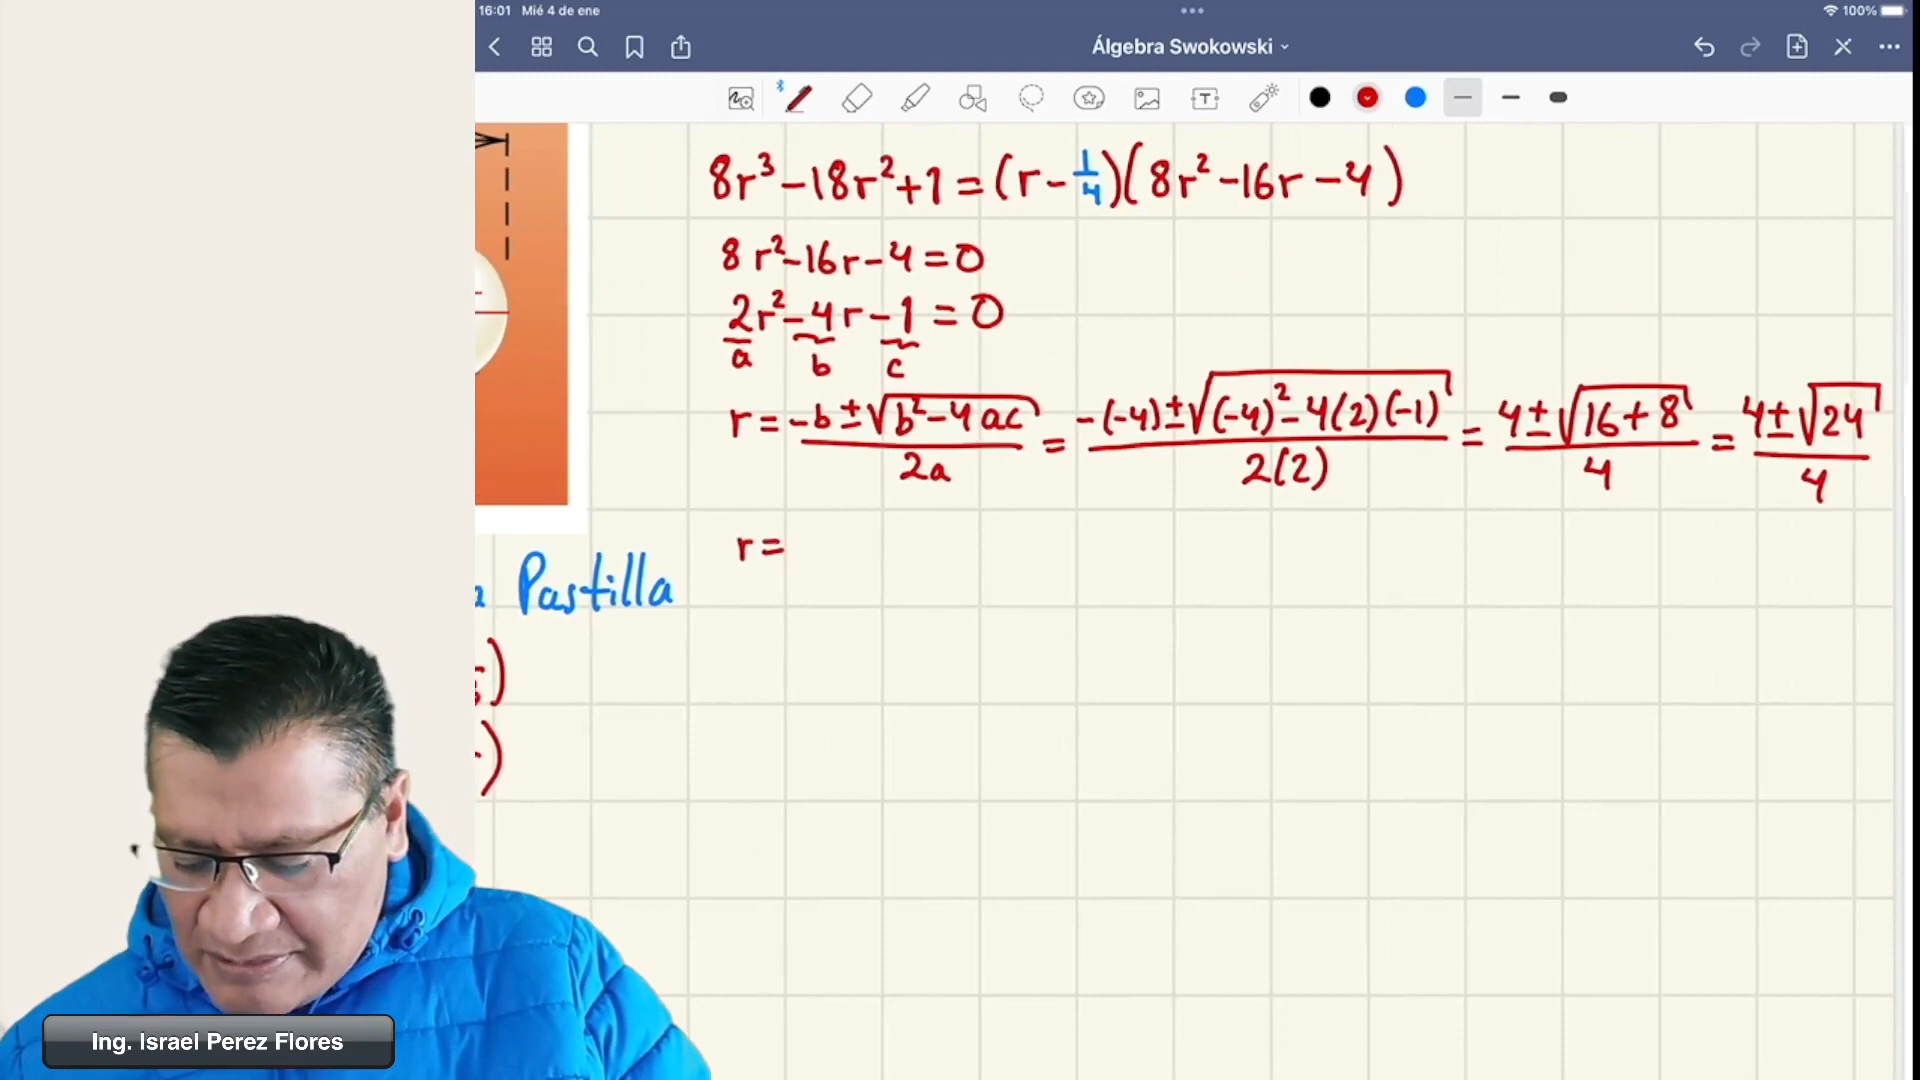 16:01 Mié 4 de ene
100%
Álgebra Swokowski
8r³ - 18r² + 1 = (r - 1/4)(8r² - 16r - 4)
8r² - 16r - 4 = 0
2r² - 4r - 1 = 0
a b c
r = (-b ± √(b² - 4ac))/(2a) = (-(-4) ± √((-4)² - 4(2)(-1)))/(2(2)) = (4 ± √(16 + 8))/4 = (4 ± √24)/4
r =
Pastilla
Ing. Israel Perez Flores